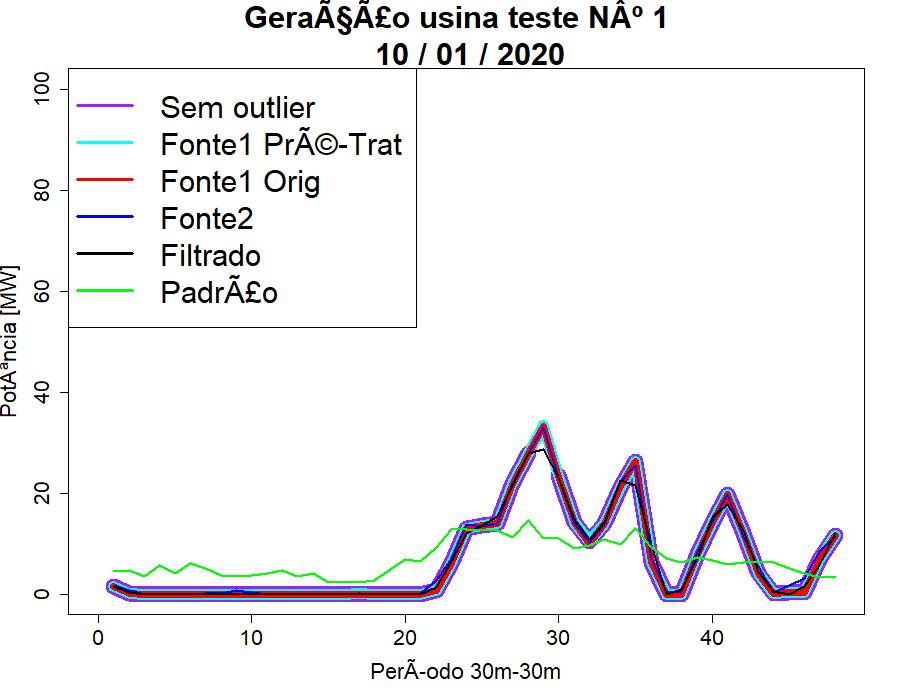 GeraÃ§Ã£o usina teste NÂº 1
10 / 01 / 2020
Sem outlier
Fonte1 PrÃ©-Trat
Fonte1 Orig
Fonte2
Filtrado
PadrÃ£o
PotÃªncia [MW]
100
80
60
40
20
0
0
10
20
30
40
PerÃ­odo 30m-30m